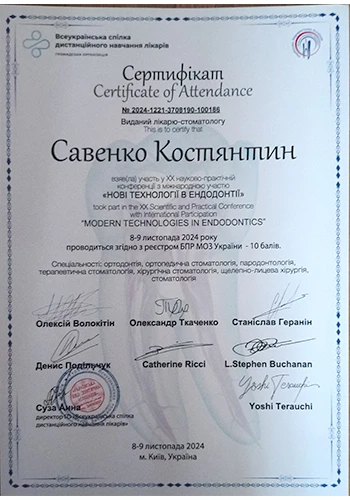 Всеукраїнська спілка
дистанційного навчання лікарів
ГРОМАДСЬКА ОРГАНІЗАЦІЯ
Сертифікат
Certificate of Attendance
№ 2024-1221-3708190-100186
Виданий лікарю-стоматологу
This is to certify that
Савенко Костянтин
взяв(ла) участь у XX науково-практичній
конференції з міжнародною участю
«НОВІ ТЕХНОЛОГІЇ В ЕНДОДОНТІЇ»
took part in the XX Scientific and Practical Conference
with international Participation
"MODERN TECHNOLOGIES IN ENDODONTICS"
8-9 листопада 2024 року
проводиться згідно з реєстром БПР МОЗ України - 10 балів.
Спеціальності: ортодонтія, ортопедична стоматологія, пародонтологія,
терапевтична стоматологія, хірургічна стоматологія, щелепно-лицева хірургія,
стоматологія
Олексій Волокітін Олександр Ткаченко Станіслав Геранін
Денис Подільчук Catherine Ricci L.Stephen Buchanan
Yoshi Terauchi
Суза Анна Yoshi Terauchi
директор ГО «Всеукраїнська спілка
дистанційного навчання лікарів»
8-9 листопада 2024
м. Київ, Україна